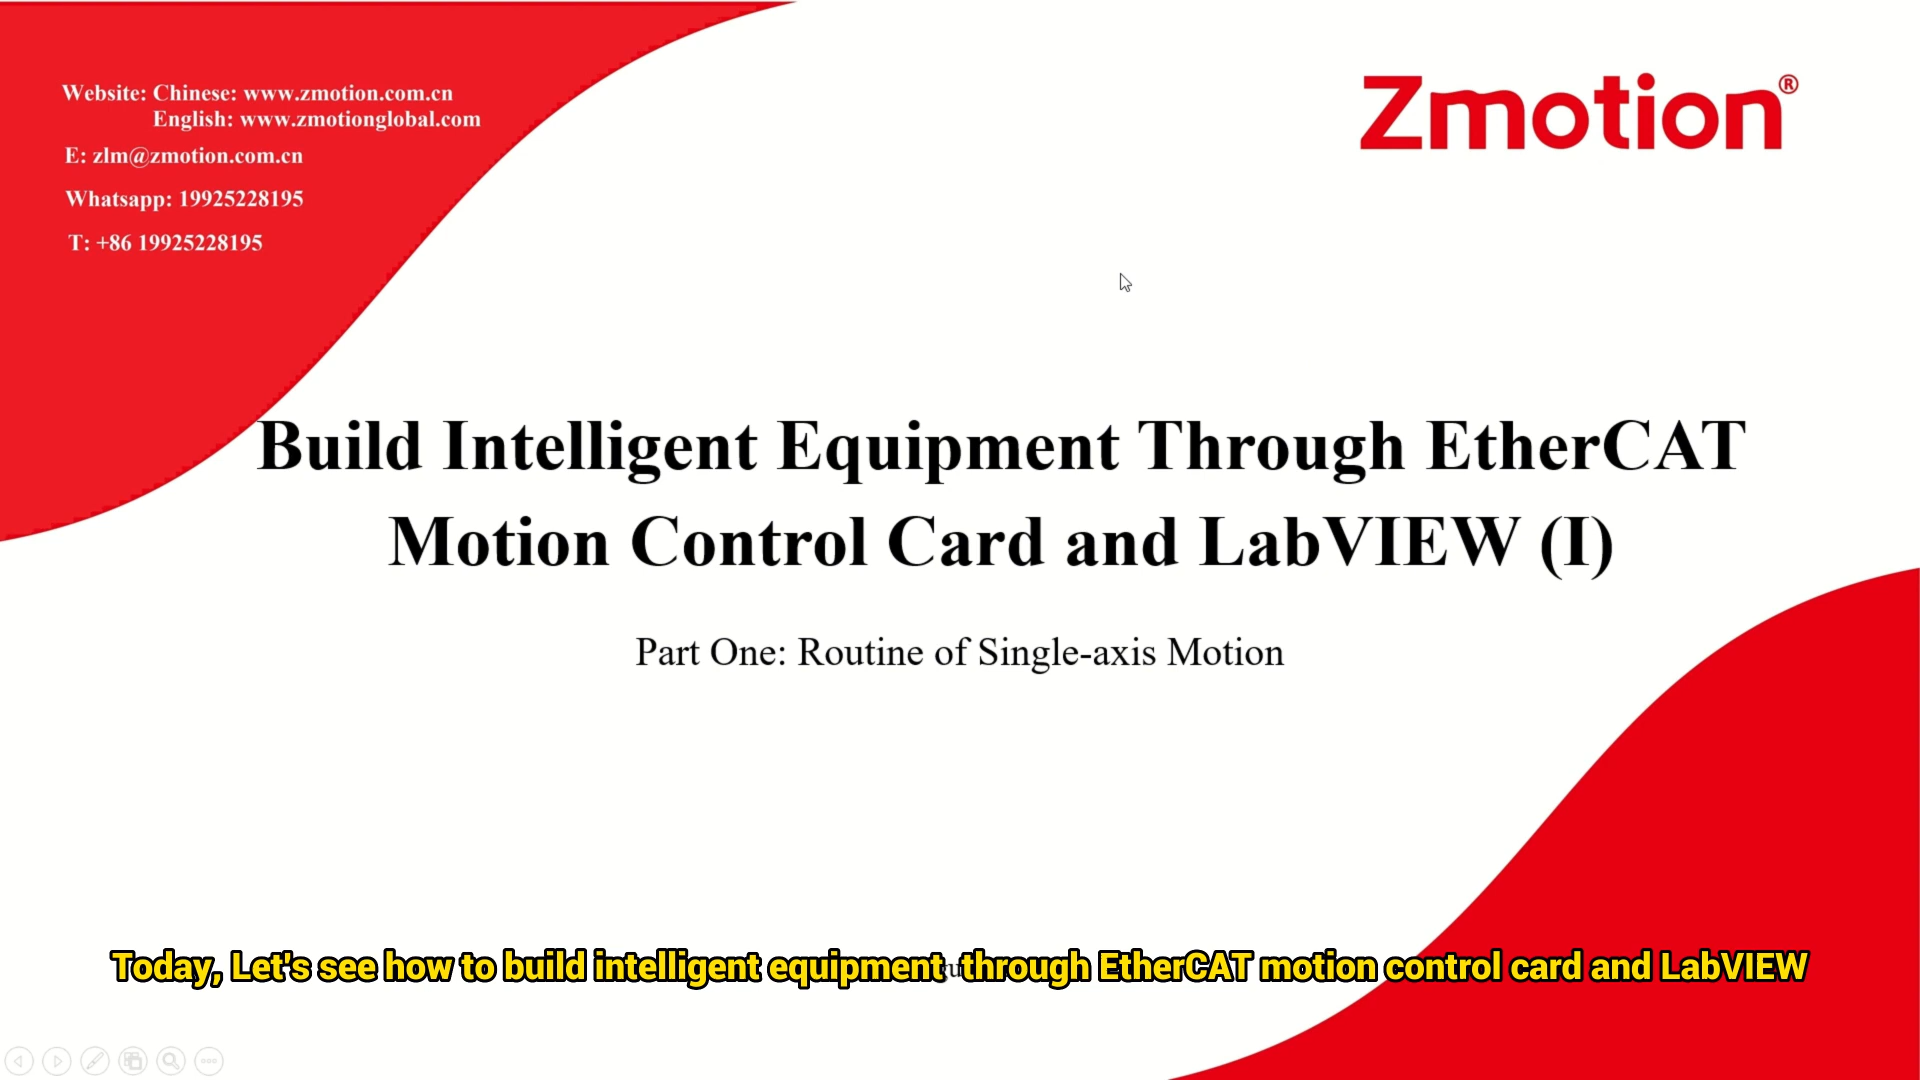 Website: Chinese: www.zmotion.com.cn
English: www.zmotionglobal.com
E: zlm@zmotion.com.cn
Whatsapp: 19925228195
T: +86 19925228195
Zmotion®
Build Intelligent Equipment Through EtherCAT
Motion Control Card and LabVIEW (I)
Part One: Routine of Single-axis Motion
Today, Let's see how to build intelligent equipment through EtherCAT motion control card and LabVIEW